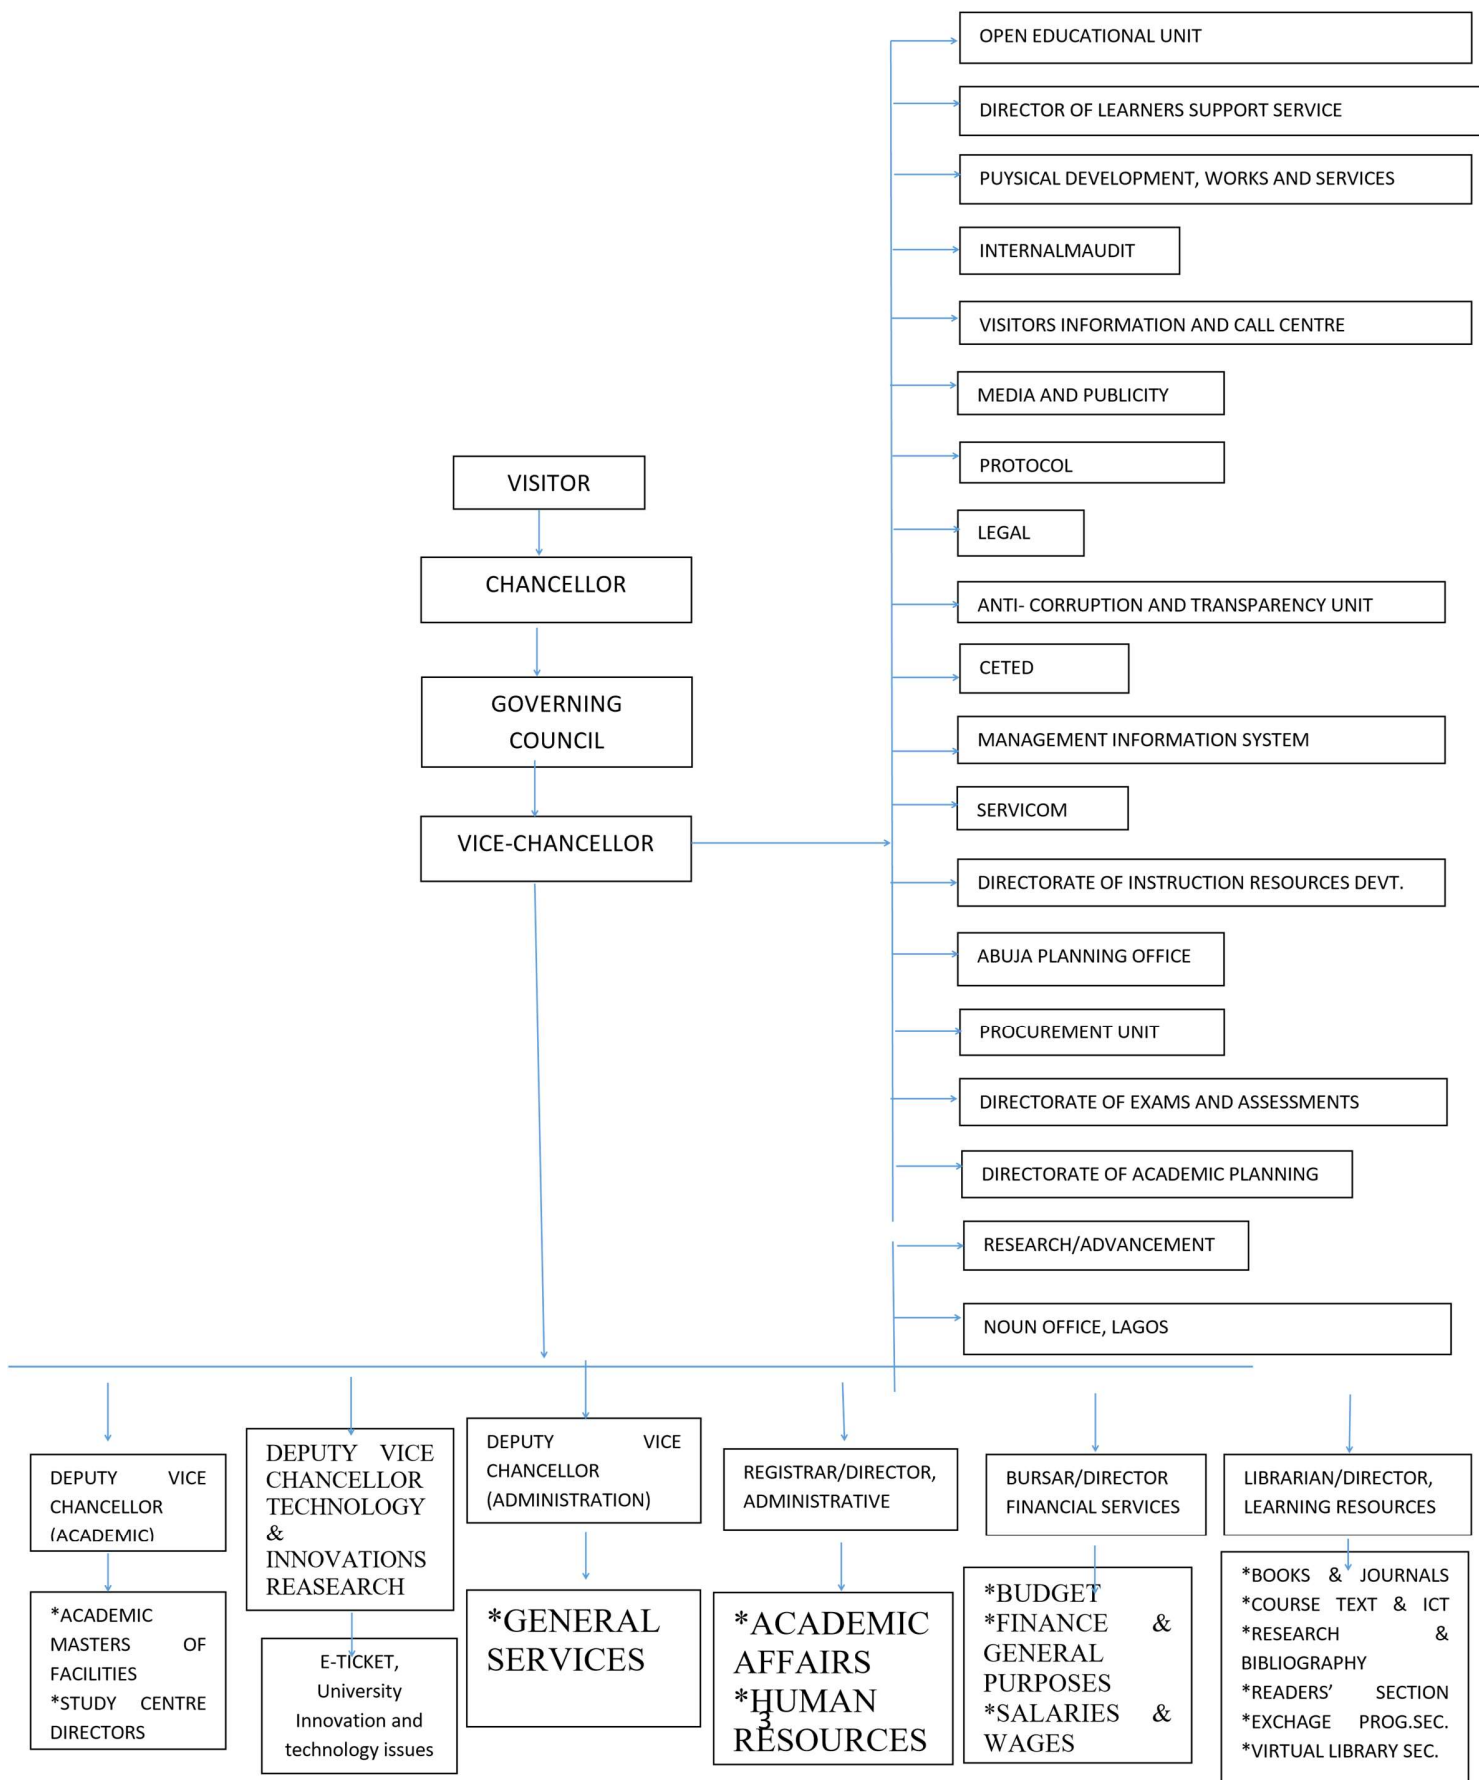 OPEN EDUCATIONAL UNIT
DIRECTOR OF LEARNERS SUPPORT SERVICE
PUYSICAL DEVELOPMENT, WORKS AND SERVICES
INTERNALMAUDIT
VISITORS INFORMATION AND CALL CENTRE
MEDIA AND PUBLICITY
PROTOCOL
LEGAL
ANTI- CORRUPTION AND TRANSPARENCY UNIT
CETED
MANAGEMENT INFORMATION SYSTEM
SERVICOM
DIRECTORATE OF INSTRUCTION RESOURCES DEVT.
ABUJA PLANNING OFFICE
PROCUREMENT UNIT
DIRECTORATE OF EXAMS AND ASSESSMENTS
DIRECTORATE OF ACADEMIC PLANNING
RESEARCH/ADVANCEMENT
NOUN OFFICE, LAGOS
VISITOR
CHANCELLOR
GOVERNING
COUNCIL
VICE-CHANCELLOR
DEPUTY VICE
CHANCELLOR
(ACADEMIC)
DEPUTY VICE
CHANCELLOR
TECHNOLOGY
&
INNOVATIONS
REASEARCH
DEPUTY VICE
CHANCELLOR
(ADMINISTRATION)
REGISTRAR/DIRECTOR,
ADMINISTRATIVE
BURSAR/DIRECTOR
FINANCIAL SERVICES
LIBRARIAN/DIRECTOR,
LEARNING RESOURCES
*ACADEMIC
MASTERS OF
FACILITIES
*STUDY CENTRE
DIRECTORS
E-TICKET,
University
Innovation and
technology issues
*GENERAL
SERVICES
*ACADEMIC
AFFAIRS
*HUMAN
RESOURCES
3
*BUDGET
*FINANCE &
GENERAL
PURPOSES
*SALARIES &
WAGES
*BOOKS & JOURNALS
*COURSE TEXT & ICT
*RESEARCH &
BIBLIOGRAPHY
*READERS' SECTION
*EXCHAGE PROG.SEC.
*VIRTUAL LIBRARY SEC.